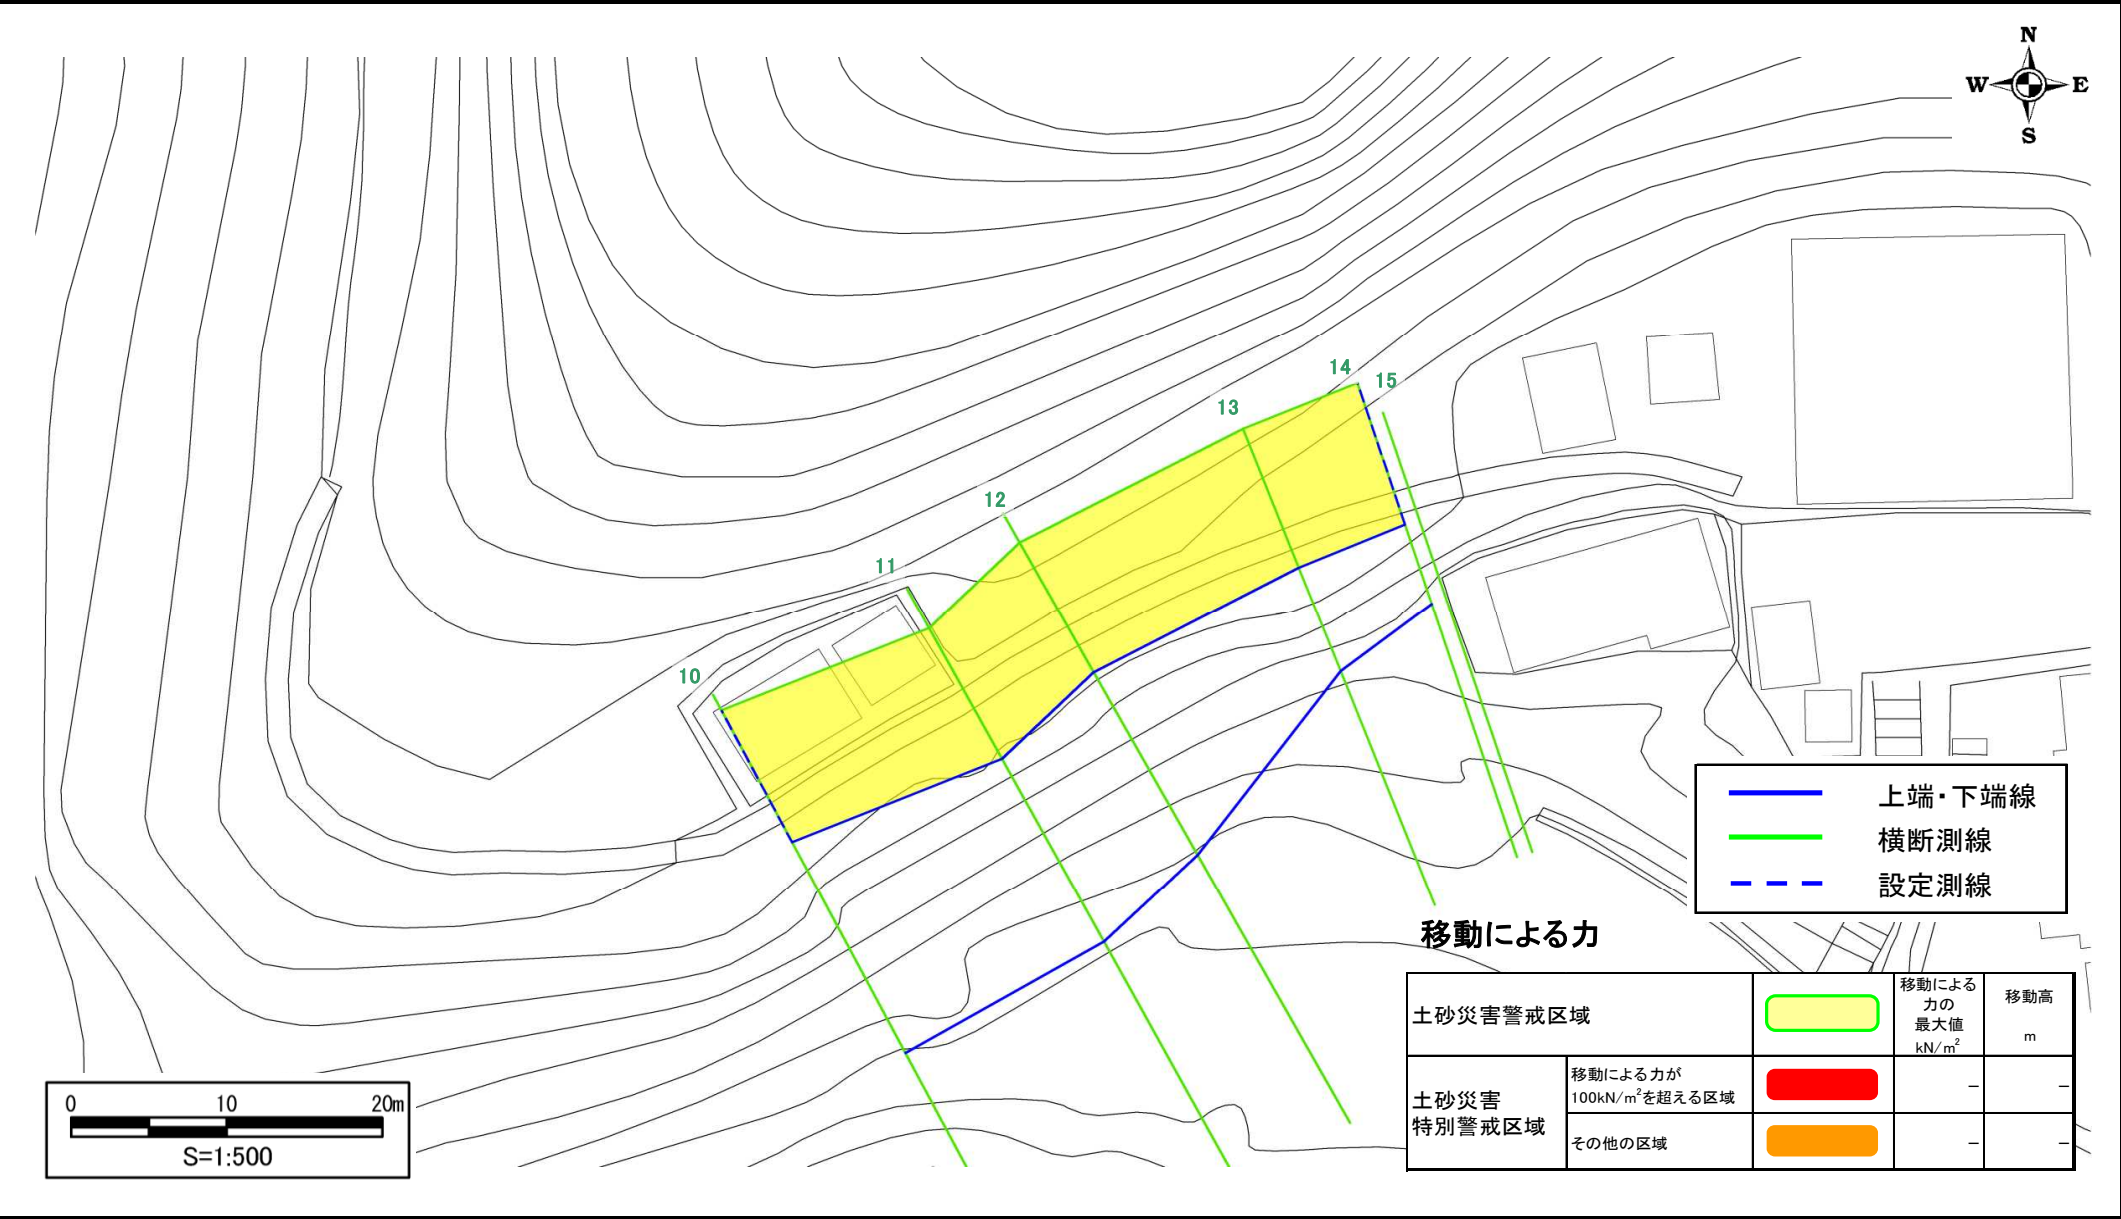 N
W E
S
14
15
13
12
11
10
上端・下端線
横断測線
設定測線
移動による力
土砂災害警戒区域
移動による
力の
最大値
kN/m²
移動高
m
土砂災害
特別警戒区域
移動による力が
100kN/m²を超える区域
－ －
その他の区域
－ －
0 10 20m
S=1:500